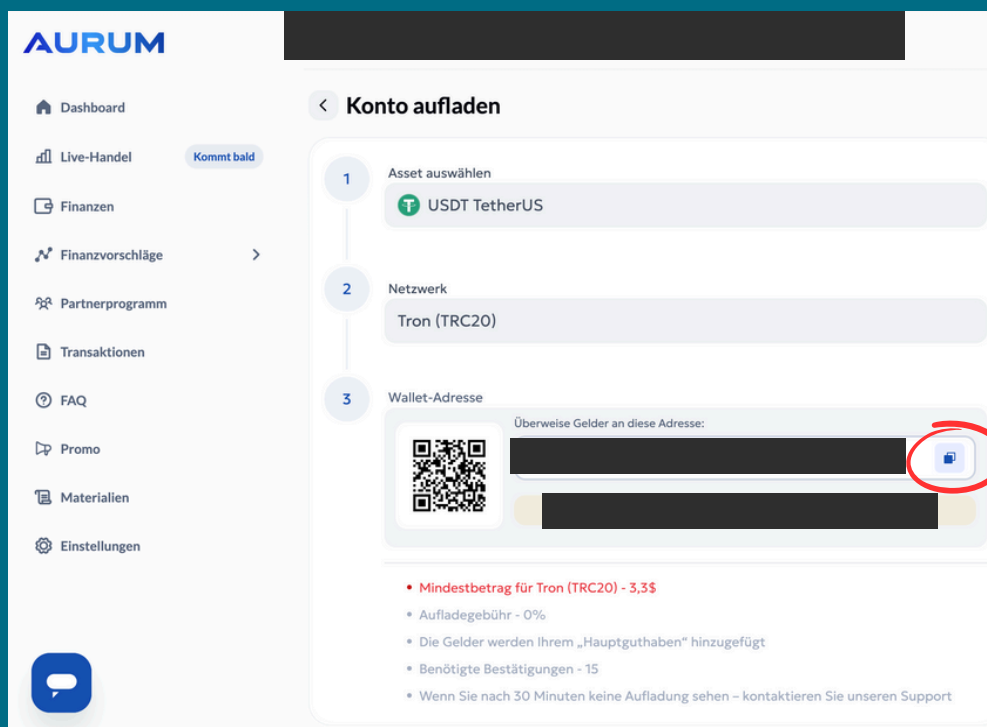 AURUM
Dashboard
Live-Handel
Kommt bald
Finanzen
Finanzvorschläge
Partnerprogramm
Transaktionen
FAQ
Promo
Materialien
Einstellungen
Konto aufladen
1
Asset auswählen
USDT TetherUS
2
Netzwerk
Tron (TRC20)
3
Wallet-Adresse
Überweise Gelder an diese Adresse:
• Mindestbetrag für Tron (TRC20) - 3,3$
• Aufladegebühr - 0%
• Die Gelder werden Ihrem „Hauptguthaben“ hinzugefügt
• Benötigte Bestätigungen - 15
• Wenn Sie nach 30 Minuten keine Aufladung sehen – kontaktieren Sie unseren Support